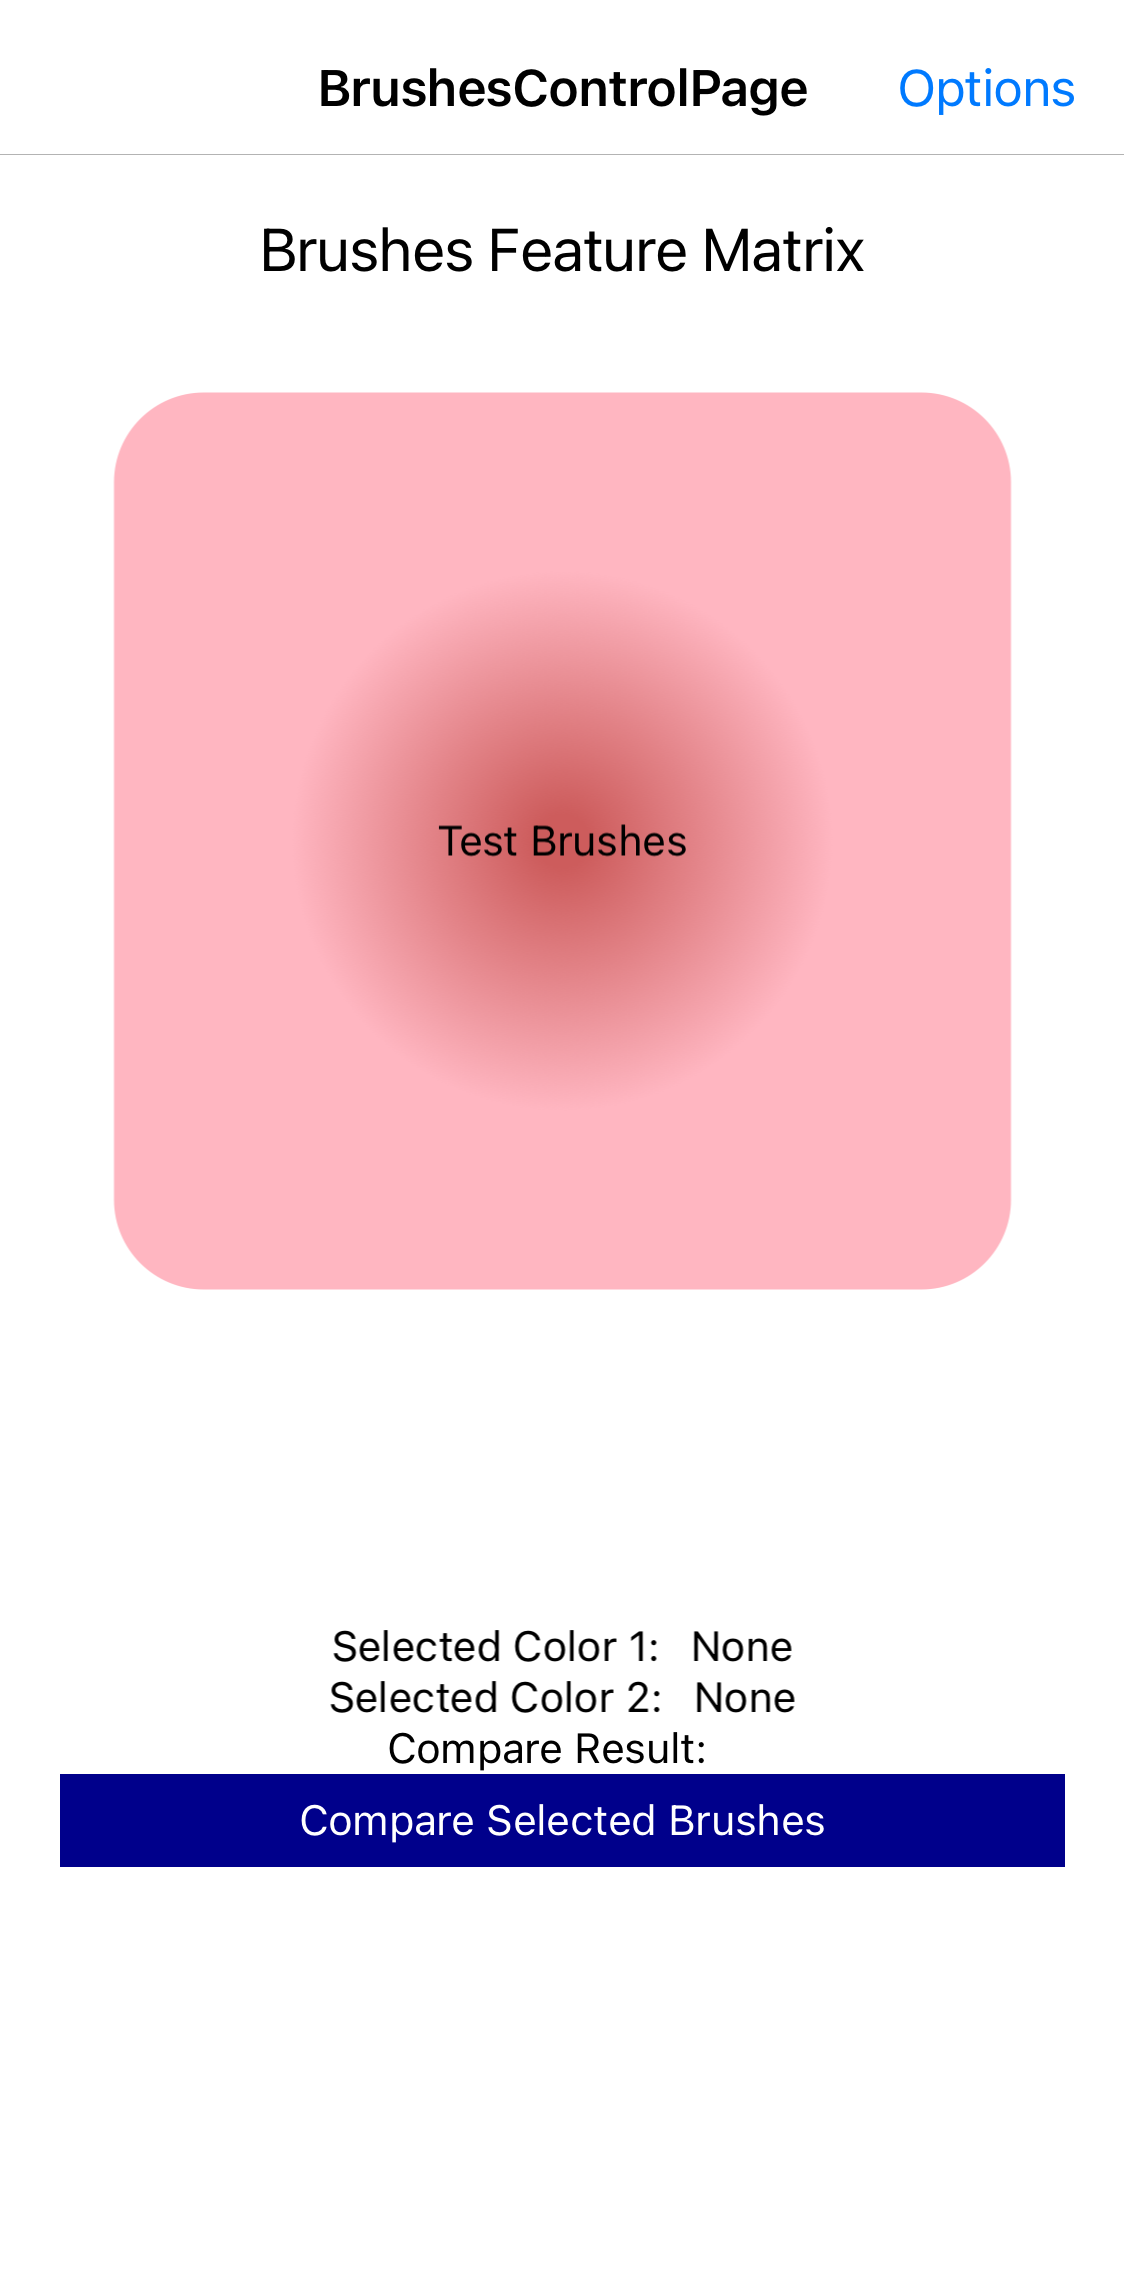 BrushesControlPage Options
Brushes Feature Matrix
Test Brushes
Selected Color 1: None
Selected Color 2: None
Compare Result:
Compare Selected Brushes